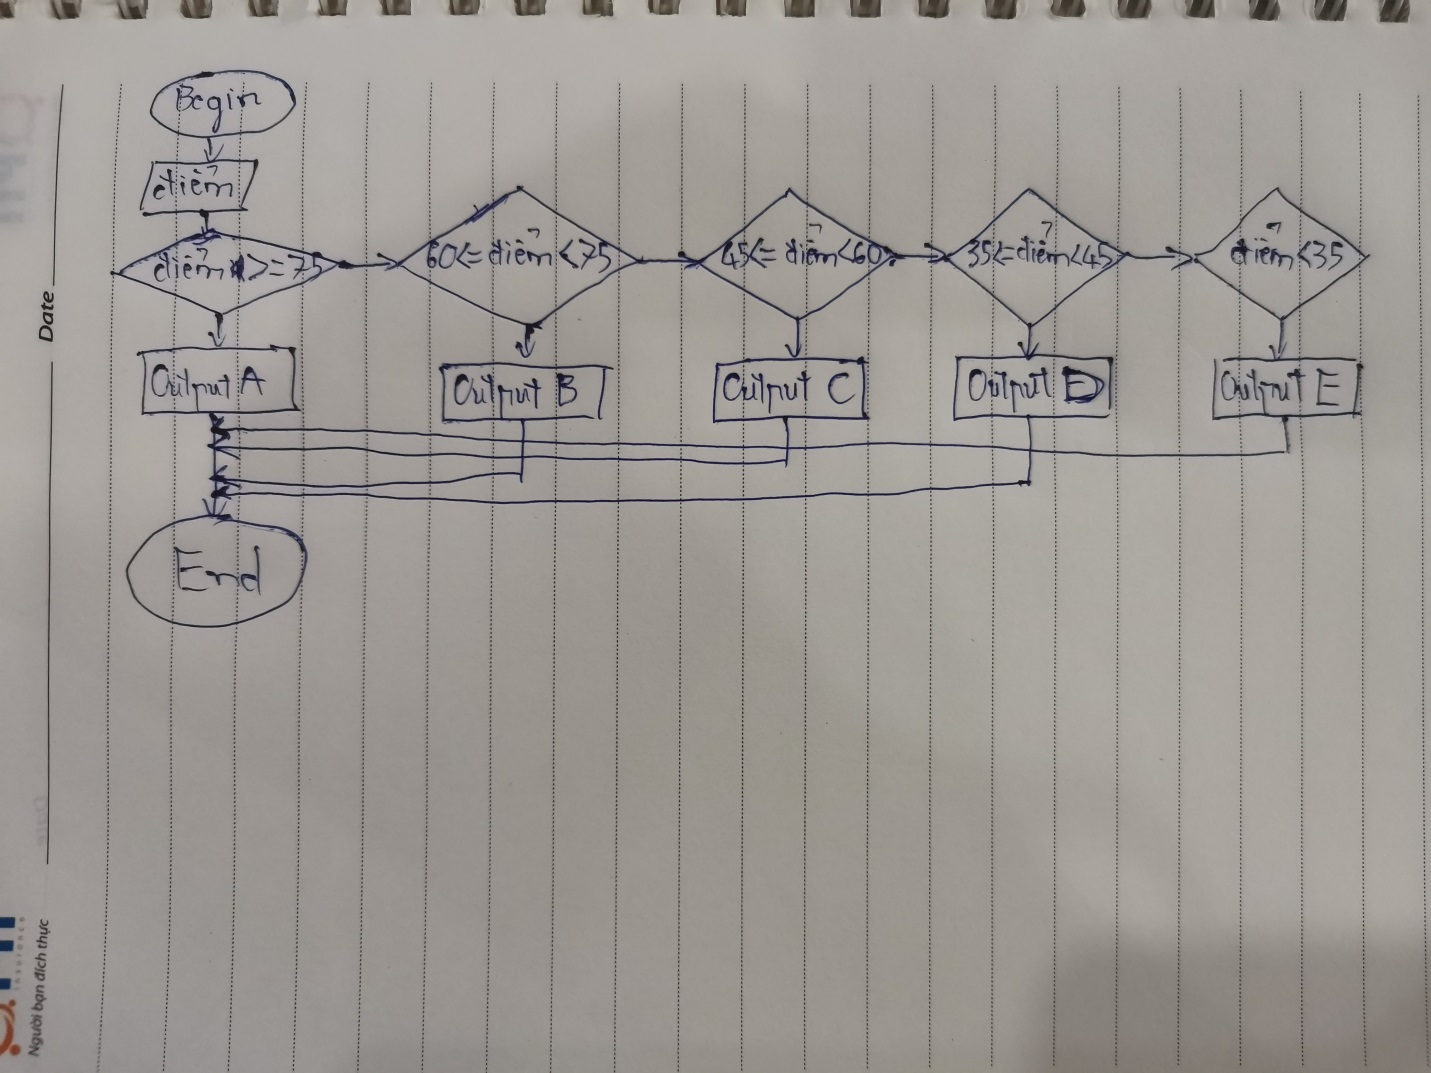 Begin
điểm
điểm >= 75
60<= điểm <75
45<= điểm<60
35<=điểm<45
điểm<35
Output A
Output B
Output C
Output D
Output E
End
Date
Người bạn đích thực